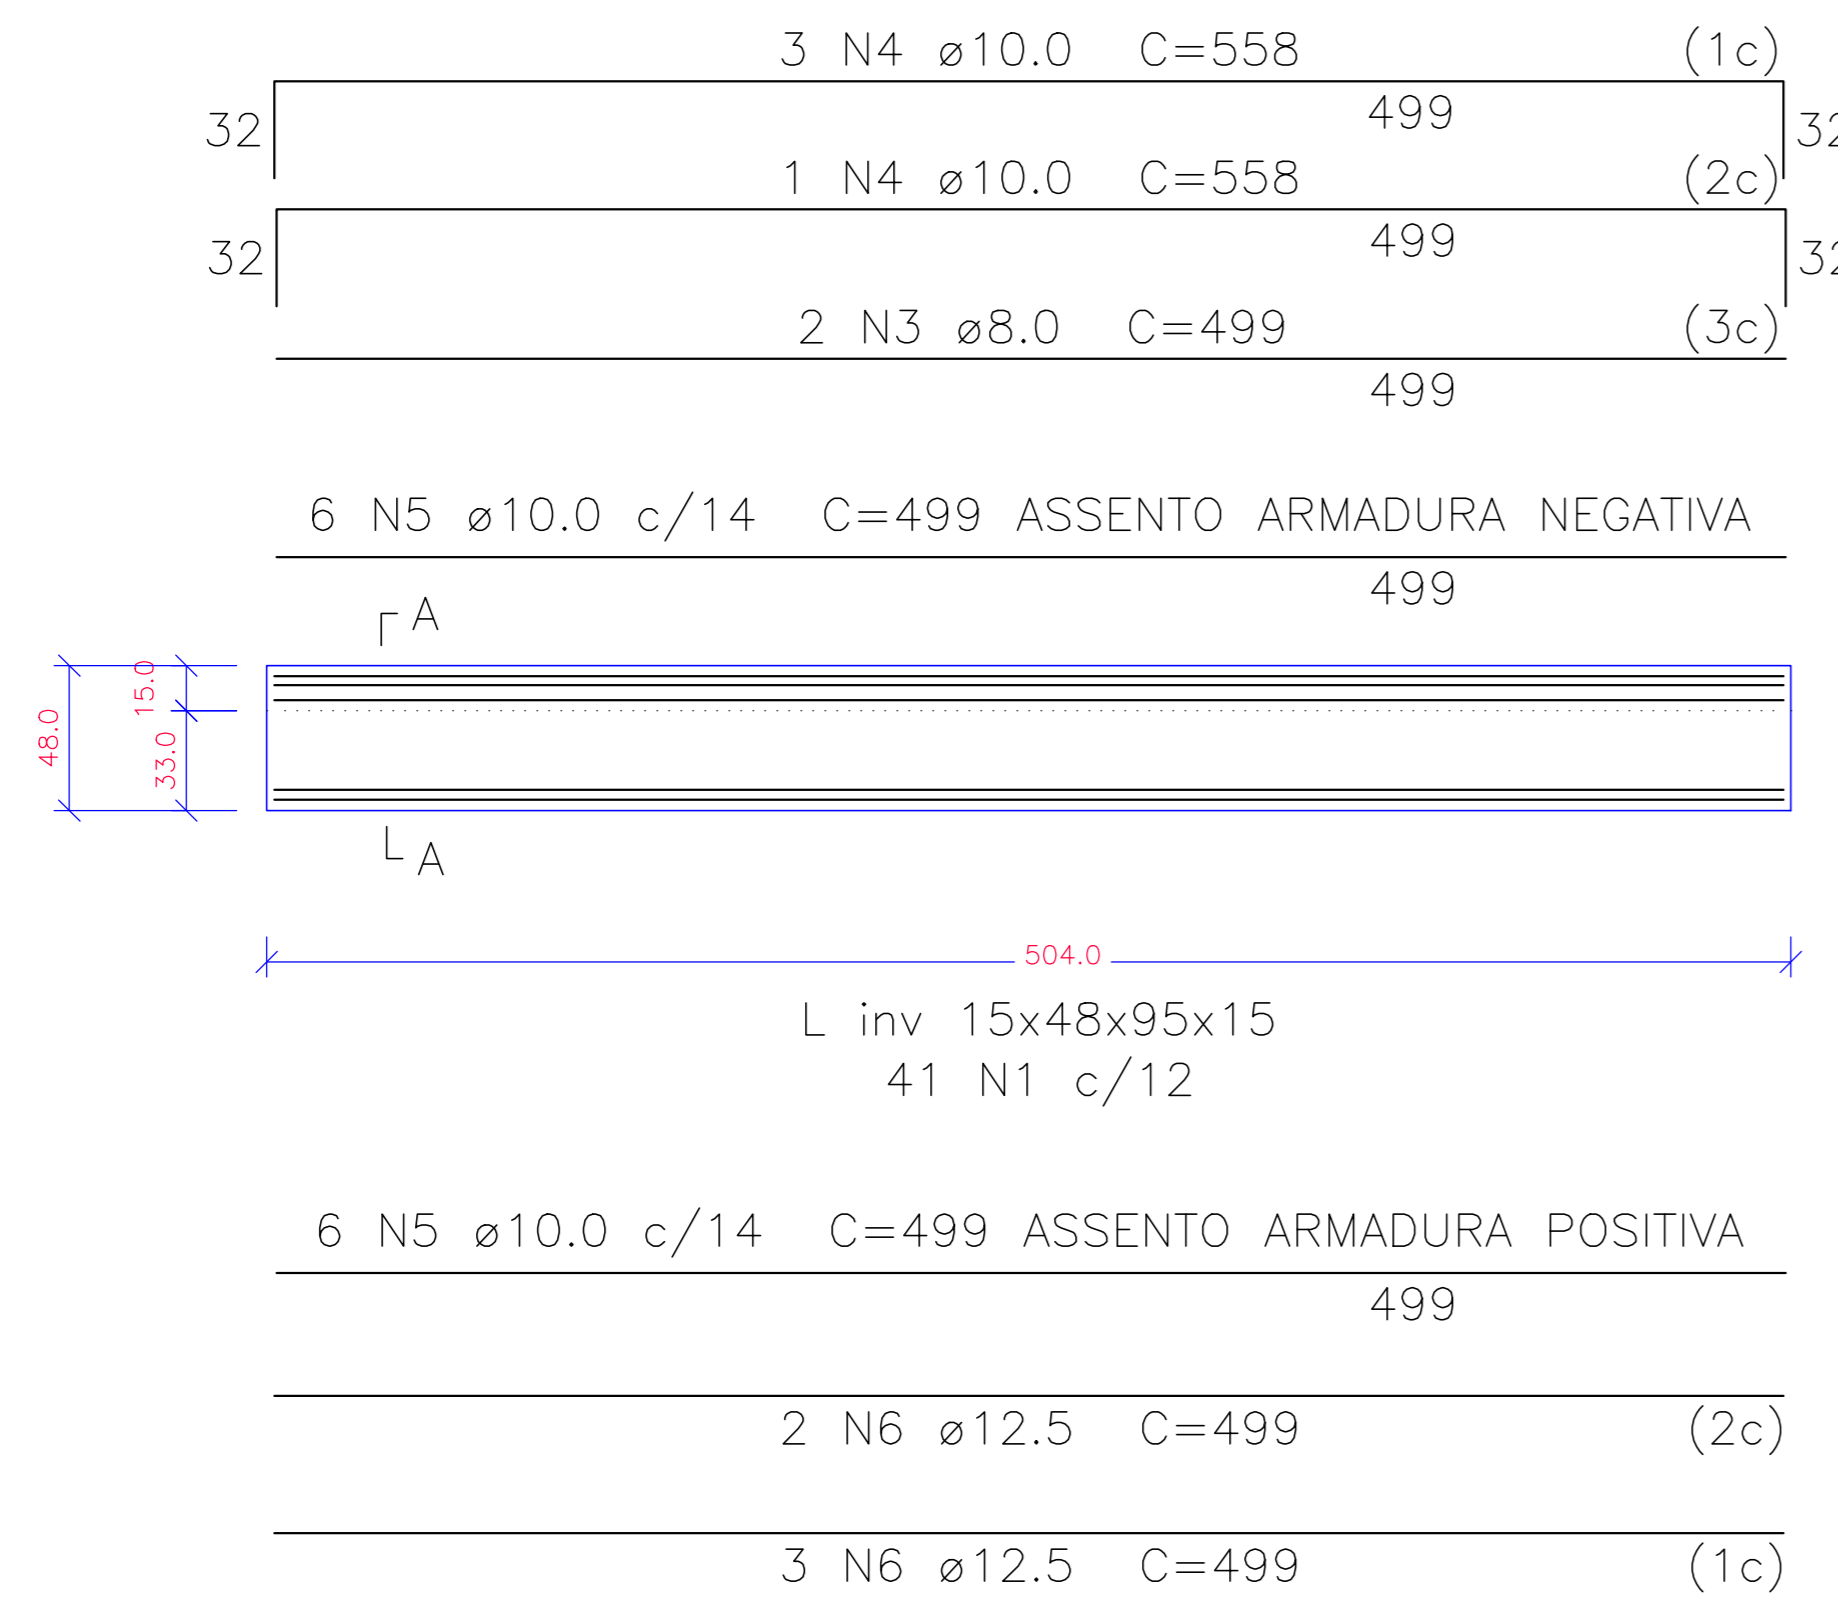 3 N4 ø10.0 C=558 (1c)
499
32 32
1 N4 ø10.0 C=558 (2c)
499
32 32
2 N3 ø8.0 C=499 (3c)
499
6 N5 ø10.0 c/14 C=499 ASSENTO ARMADURA NEGATIVA
499
A
15.0
48.0
33.0
A
504.0
L inv 15x48x95x15
41 N1 c/12
6 N5 ø10.0 c/14 C=499 ASSENTO ARMADURA POSITIVA
499
2 N6 ø12.5 C=499 (2c)
3 N6 ø12.5 C=499 (1c)